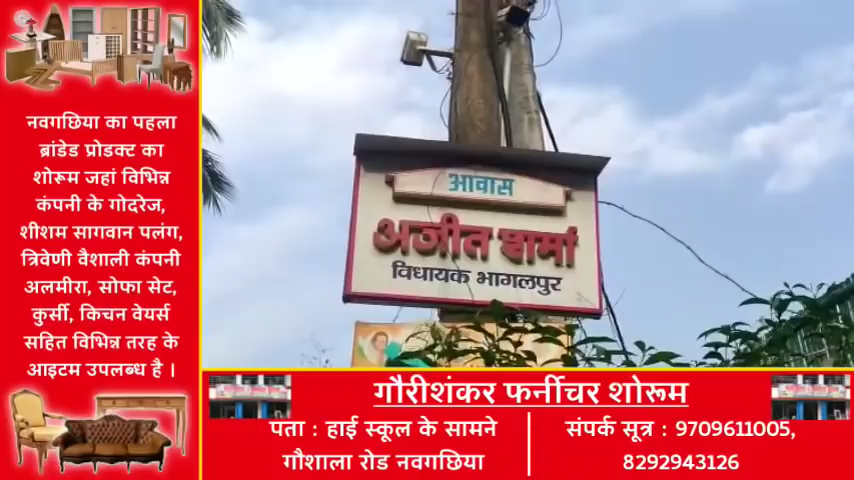 नवगछिया का पहला
ब्रांडेड प्रोडक्ट का
शोरूम जहां विभिन्न
कंपनी के गोदरेज,
शीशम सागवान पलंग,
त्रिवेणी वैशाली कंपनी
अलमीरा, सोफा सेट,
कुर्सी, किचन वेयर्स
सहित विभिन्न तरह के
आइटम उपलब्ध है ।
आवास
अजीत शर्मा
विधायक भागलपुर
गौरीशंकर फर्नीचर शोरूम
पता : हाई स्कूल के सामने
गौशाला रोड नवगछिया
संपर्क सूत्र : 9709611005,
8292943126